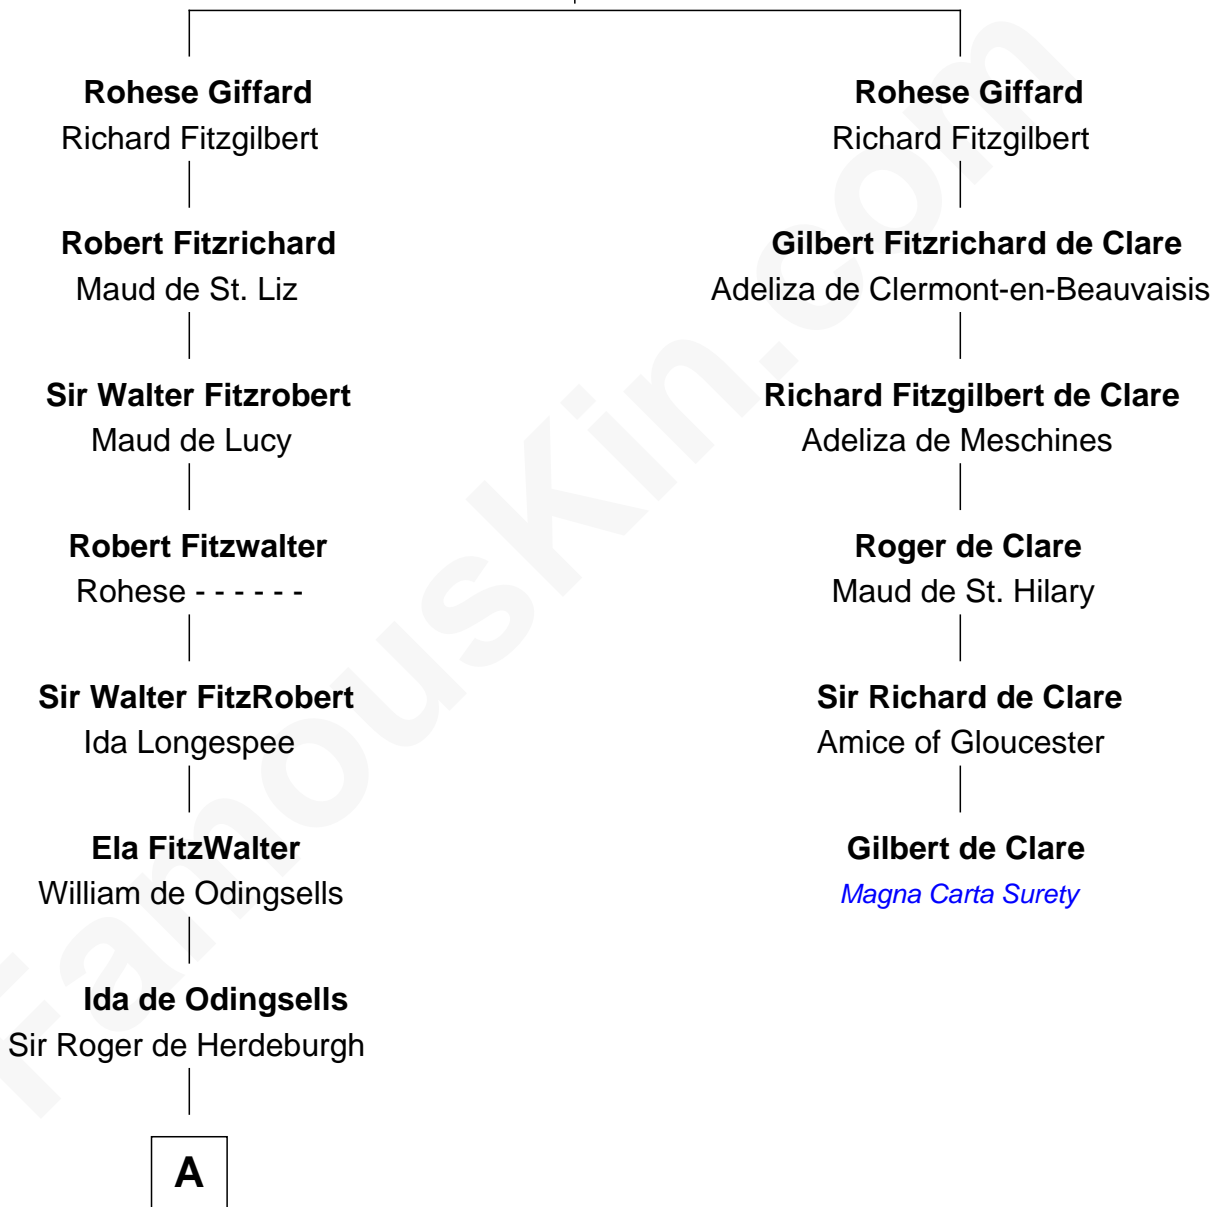 Rohese Giffard
Richard Fitzgilbert
Robert Fitzrichard
Maud de St. Liz
Sir Walter Fitzrobert
Maud de Lucy
Robert Fitzwalter
Rohese - - - - - -
Sir Walter FitzRobert
Ida Longespee
Ela FitzWalter
William de Odingsells
Ida de Odingsells
Sir Roger de Herdeburgh
A
Rohese Giffard
Richard Fitzgilbert
Gilbert Fitzrichard de Clare
Adeliza de Clermont-en-Beauvaisis
Richard Fitzgilbert de Clare
Adeliza de Meschines
Roger de Clare
Maud de St. Hilary
Sir Richard de Clare
Amice of Gloucester
Gilbert de Clare
Magna Carta Surety
FamousKin.com